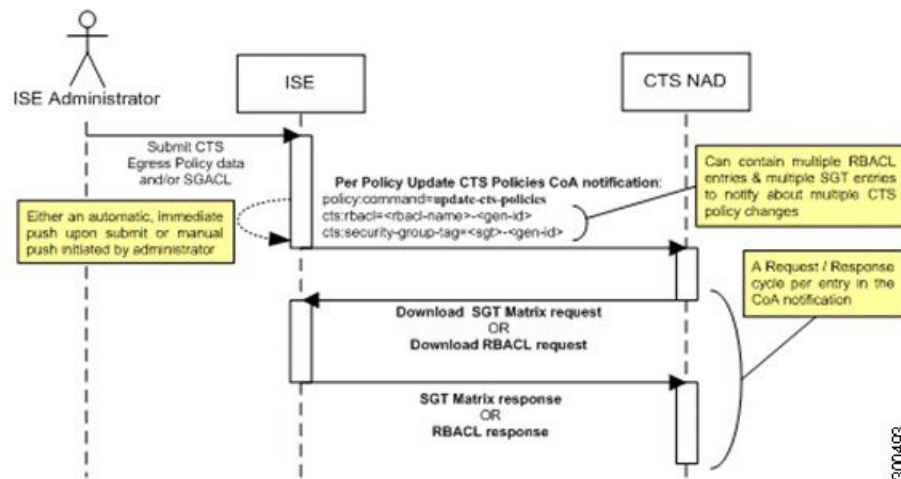 ISE Administrator
ISE
CTS NAD
Submit CTS
Egress Policy data
and/or SGACL
Per Policy Update CTS Policies CoA notification:
policy:command=update-cts-policies
cts:rbacl=<rbacl-name>-<gen-id>
cts:security-group-tag=<sgt>-<gen-id>
Can contain multiple RBACL
entries & multiple SGT entries
to notify about multiple CTS
policy changes
Either an automatic, immediate
push upon submit or manual
push initiated by administrator
A Request / Response
cycle per entry in the
CoA notification
Download SGT Matrix request
OR
Download RBACL request
SGT Matrix response
OR
RBACL response
300493